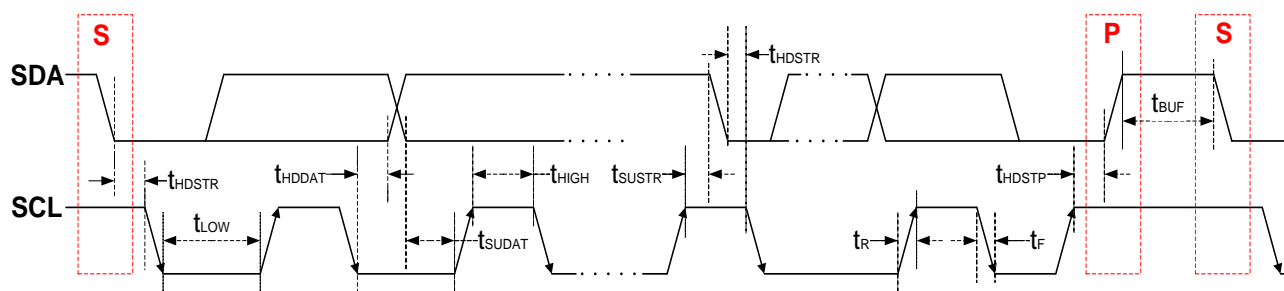 S
P
S
SDA
tHDSTR
tBUF
tHDSTR
tHDDAT
tHIGH
tSUSTR
tHDSTP
SCL
tLOW
tSUDAT
tR
tF